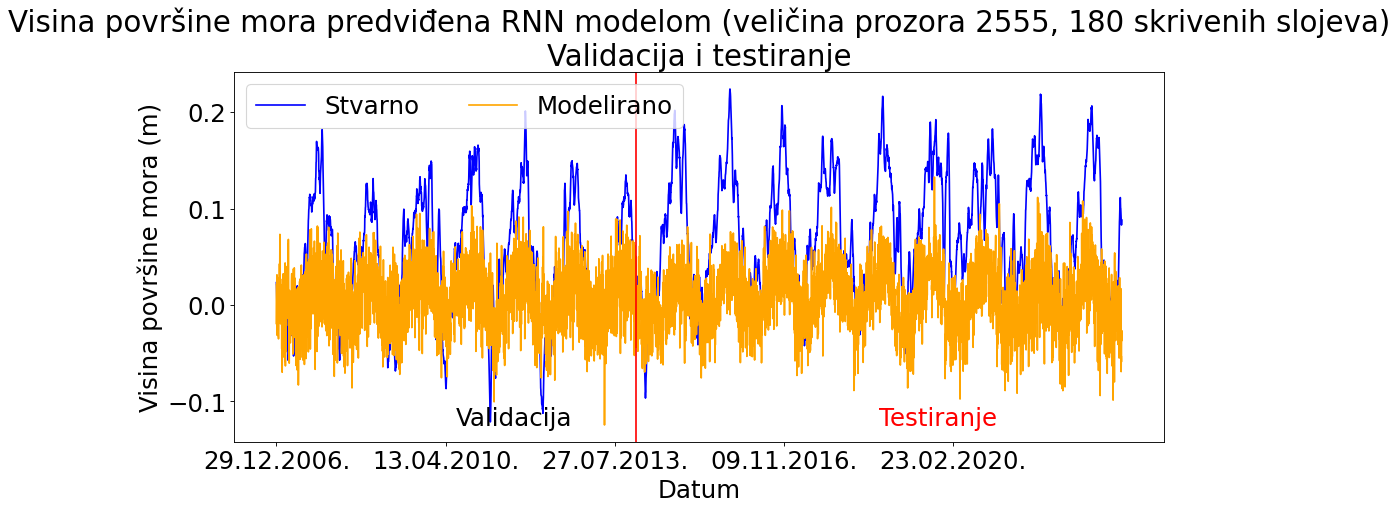 Visina površine mora predviđena RNN modelom (veličina prozora 2555, 180 skrivenih slojeva)
Validacija i testiranje
Stvarno
Modelirano
Visina površine mora (m)
0.2
0.1
0.0
−0.1
Validacija
Testiranje
29.12.2006.
13.04.2010.
27.07.2013.
09.11.2016.
23.02.2020.
Datum